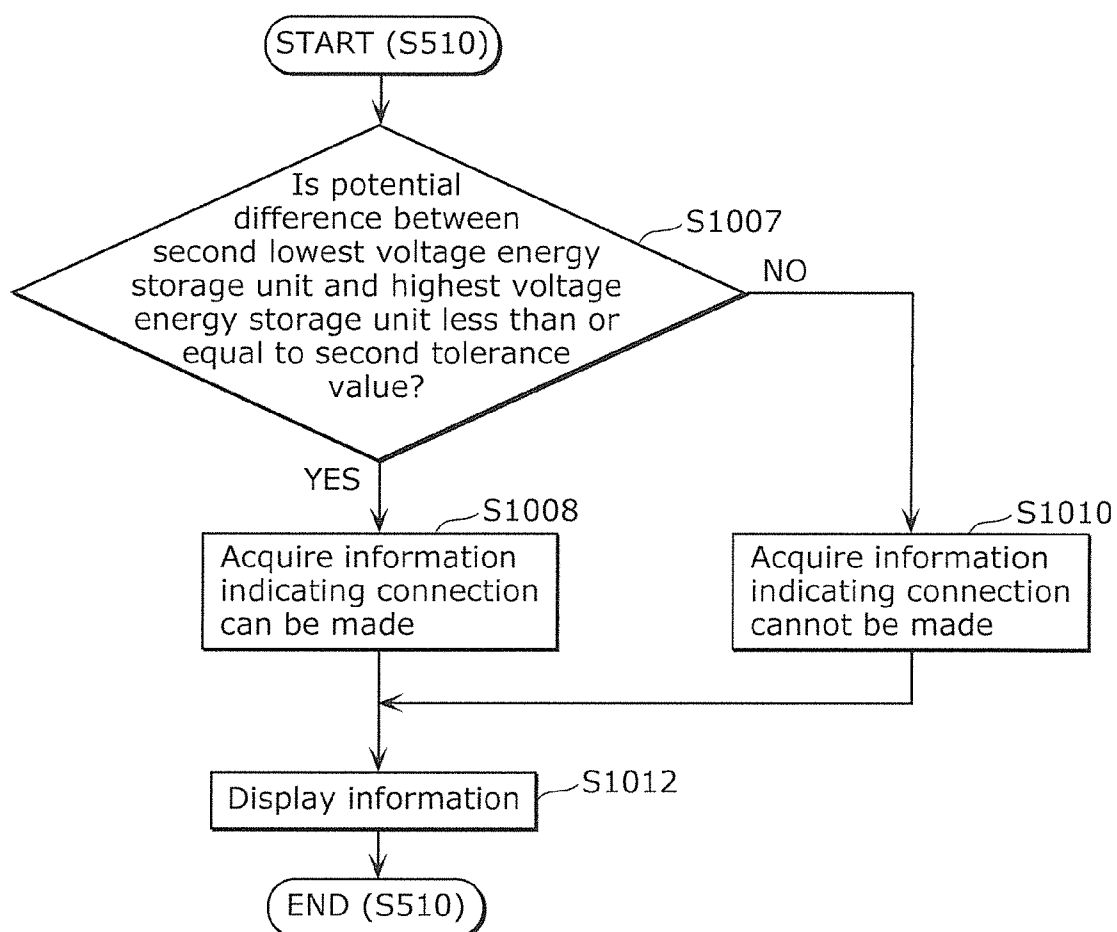 START (S510)
Is potential
difference between
second lowest voltage energy
storage unit and highest voltage
energy storage unit less than or
equal to second tolerance
value?
S1007
NO
YES
S1008
Acquire information
indicating connection
can be made
S1010
Acquire information
indicating connection
cannot be made
Display information
S1012
END (S510)